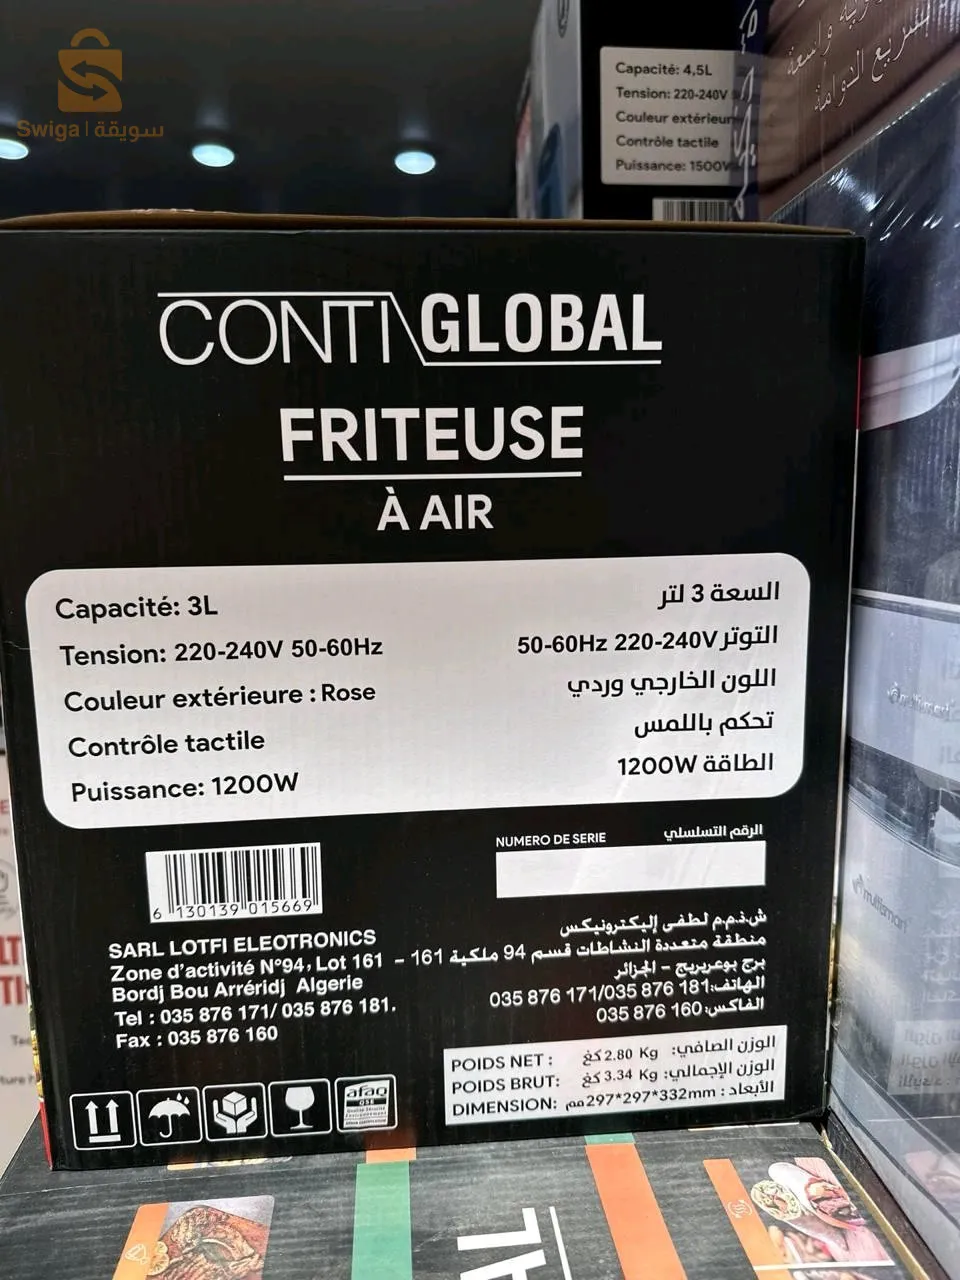 Swiga | سويقة
Capacité: 4,5L
Tension: 220-240V
Couleur extérieure
Contrôle tactile
Puissance: 1500W
CONTI GLOBAL
FRITEUSE
À AIR
Capacité: 3L
السعة 3 لتر
Tension: 220-240V 50-60Hz
التوتر 220-240V 50-60Hz
Couleur extérieure : Rose
اللون الخارجي وردي
Contrôle tactile
تحكم باللمس
Puissance: 1200W
الطاقة 1200W
NUMERO DE SERIE
الرقم التسلسلي
6 130139 015669
SARL LOTFI ELEOTRONICS
Zone d'activité N°94, Lot 161
Bordj Bou Arréridj Algerie
Tel : 035 876 171/ 035 876 181.
Fax : 035 876 160
ش.ذ.م.م لطفي إليكترونيكس
منطقة متعددة النشاطات قسم 94 ملكية 161 –
برج بوعريريج – الجزائر
الهاتف: 035 876 171/035 876 181
الفاكس: 035 876 160
POIDS NET : 2.80 Kg كغ الوزن الصافي:
POIDS BRUT: 3.34 Kg كغ الوزن الإجمالي:
DIMENSION: 297*297*332mm مم الأبعاد :
afaq